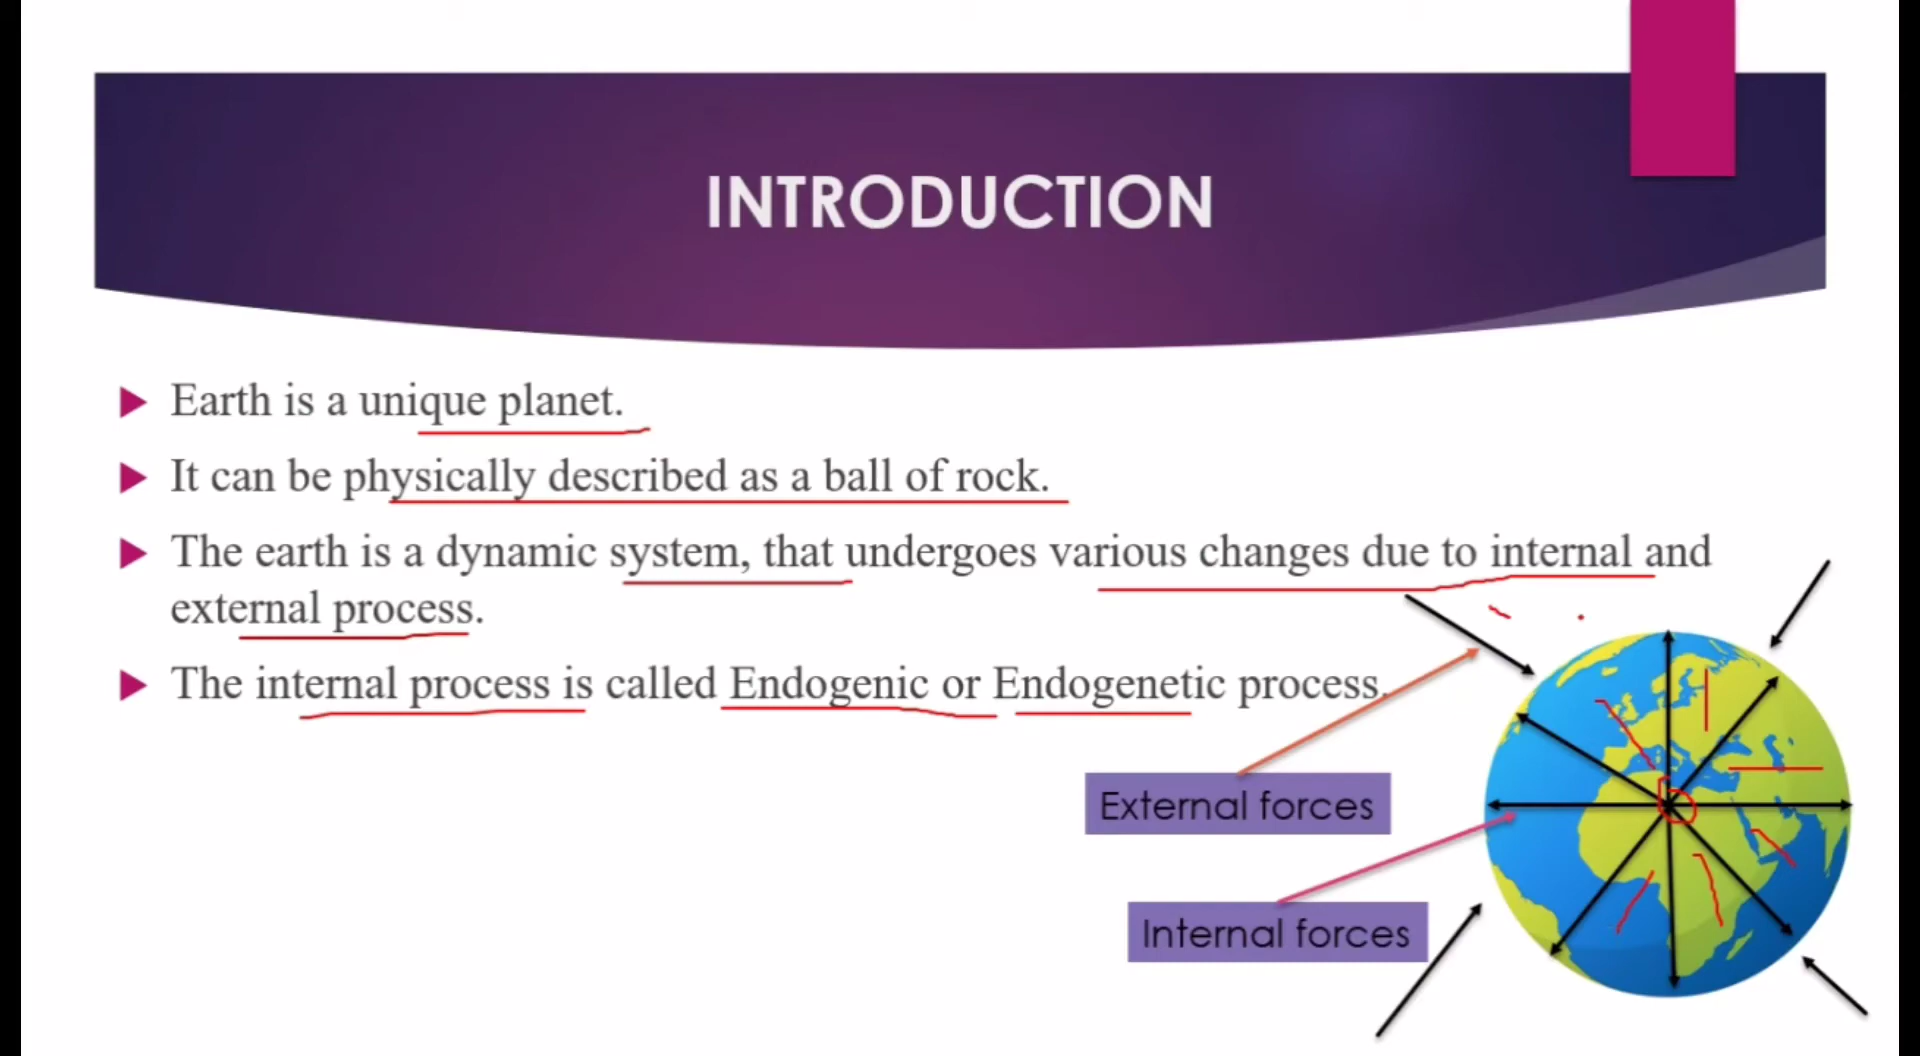 INTRODUCTION
Earth is a unique planet.
It can be physically described as a ball of rock.
The earth is a dynamic system, that undergoes various changes due to internal and
external process.
The internal process is called Endogenic or Endogenetic process.
External forces
Internal forces